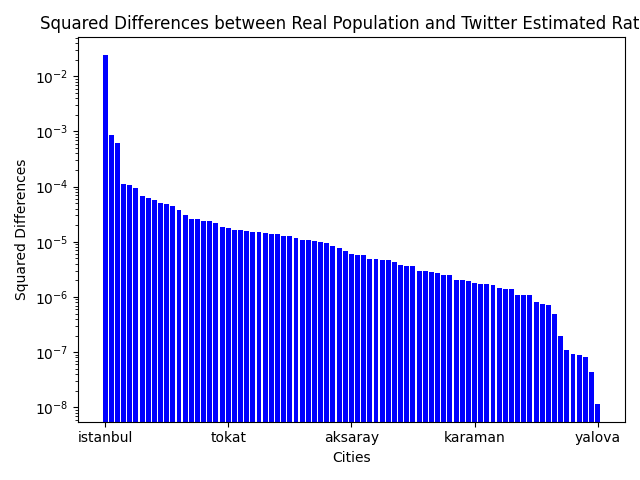 Squared Differences between Real Population and Twitter Estimated Rat
Squared Differences
10⁻²
10⁻³
10⁻⁴
10⁻⁵
10⁻⁶
10⁻⁷
10⁻⁸
istanbul tokat aksaray karaman yalova
Cities